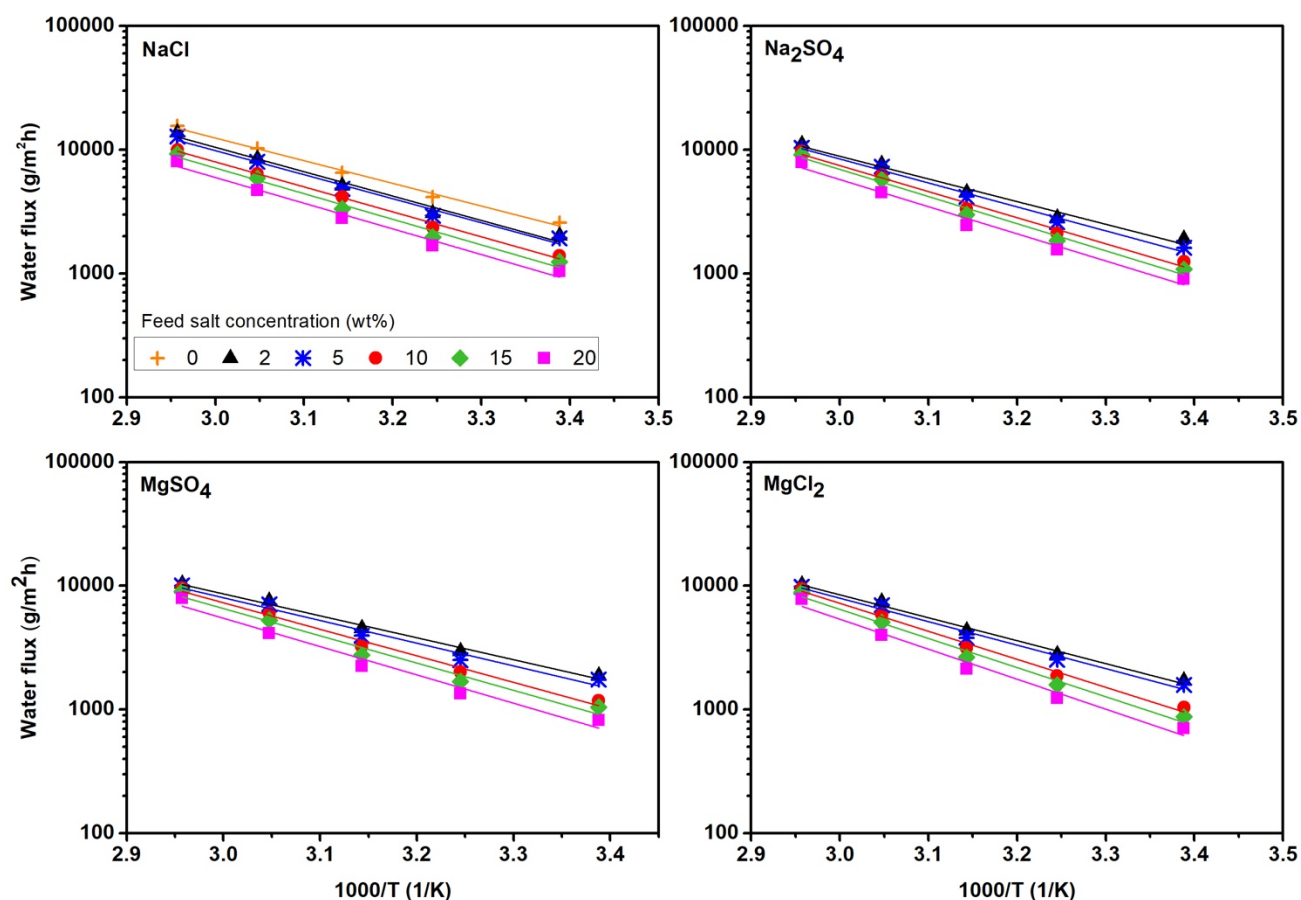 NaCl
100000
10000
1000
100
Water flux (g/m²h)
Feed salt concentration (wt%)
0 2 5 10 15 20
2.9 3.0 3.1 3.2 3.3 3.4 3.5
Na₂SO₄
100000
10000
1000
100
2.9 3.0 3.1 3.2 3.3 3.4 3.5
MgSO₄
100000
10000
1000
100
Water flux (g/m²h)
2.9 3.0 3.1 3.2 3.3 3.4
1000/T (1/K)
MgCl₂
100000
10000
1000
100
2.9 3.0 3.1 3.2 3.3 3.4 3.5
1000/T (1/K)